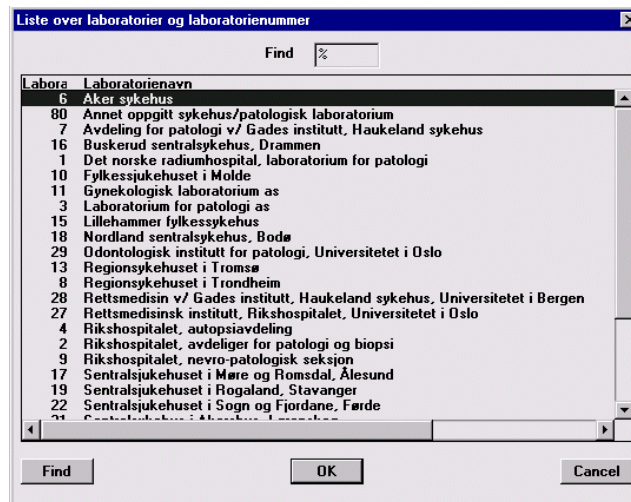 Liste over laboratorier og laboratorienummer
Find %
Labora Laboratorienavn
6 Aker sykehus
80 Annet oppgitt sykehus/patologisk laboratorium
7 Avdeling for patologi v/ Gades institutt, Haukeland sykehus
16 Buskerud sentralsykehus, Drammen
1 Det norske radiumhospital, laboratorium for patologi
10 Fylkessjukehuset i Molde
11 Gynekologisk laboratorium as
3 Laboratorium for patologi as
15 Lillehammer fylkessykehus
18 Nordland sentralsykehus, Bodø
29 Odontologisk institutt for patologi, Universitetet i Oslo
13 Regionsykehuset i Tromsø
8 Regionsykehuset i Trondheim
28 Rettsmedisin v/ Gades institutt, Haukeland sykehus, Universitetet i Bergen
27 Rettsmedisinsk institutt, Rikshospitalet, Universitetet i Oslo
4 Rikshospitalet, autopsiavdeling
2 Rikshospitalet, avdeliger for patologi og biopsi
9 Rikshospitalet, nevro-patologisk seksjon
17 Sentralsjukehuset i Møre og Romsdal, Ålesund
19 Sentralsjukehuset i Rogaland, Stavanger
22 Sentralsjukehuset i Sogn og Fjordane, Førde
Find OK Cancel